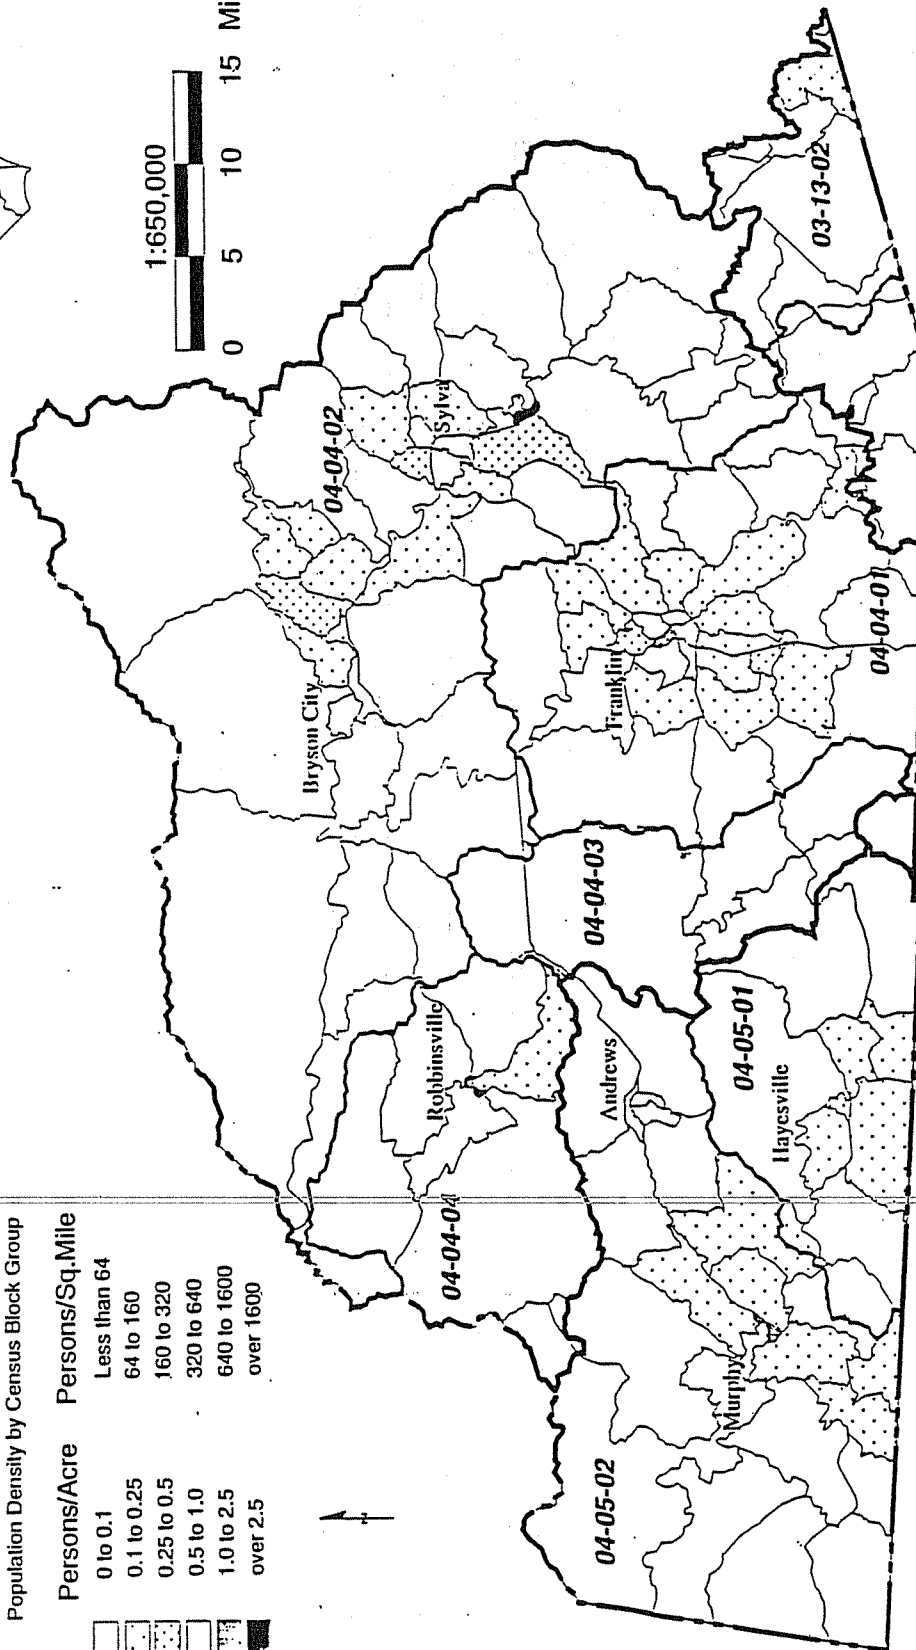 Population Density by Census Block Group
Persons/Acre Persons/Sq.Mile
0 to 0.1 Less than 64
0.1 to 0.25 64 to 160
0.25 to 0.5 160 to 320
0.5 to 1.0 320 to 640
1.0 to 2.5 640 to 1600
over 2.5 over 1600
1:650,000
0 5 10 15 Mi
04-04-02
Sylva
Bryson City
03-13-02
Franklin
04-04-01
04-04-03
Robbinsville
04-04-04
Andrews
04-05-01
Hayesville
Murphy
04-05-02